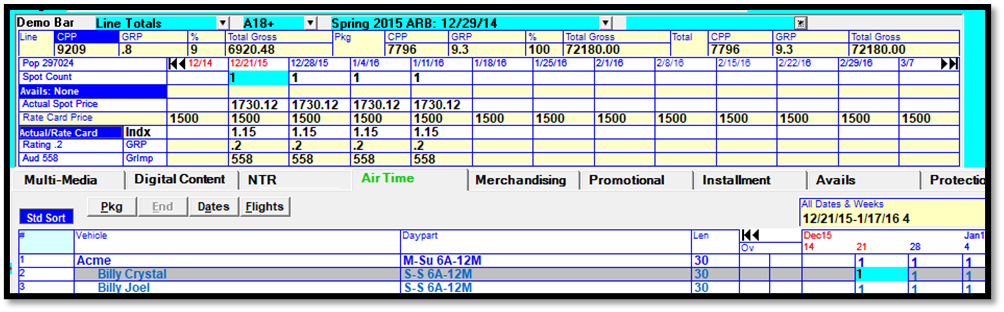 Demo Bar Line Totals A18+ Spring 2015 ARB: 12/29/14
Line CPP GRP % Total Gross Pkg CPP GRP % Total Gross Total CPP GRP Total Gross
9209 .8 9 6920.48 7796 9.3 100 72180.00 7796 9.3 72180.00
Pop 297024 12/14 12/21/15 12/28/15 1/4/16 1/11/16 1/18/16 1/25/16 2/1/16 2/8/16 2/15/16 2/22/16 2/29/16 3/7
Spot Count 1 1 1 1
Avails: None
Actual Spot Price 1730.12 1730.12 1730.12 1730.12
Rate Card Price 1500 1500 1500 1500 1500 1500 1500 1500 1500 1500 1500 1500 1500
Actual/Rate Card Indx 1.15 1.15 1.15 1.15
Rating .2 GRP .2 .2 .2 .2
Aud 558 GrImp 558 558 558 558
Multi-Media Digital Content NTR Air Time Merchandising Promotional Installment Avails Protectio
Std Sort Pkg End Dates Flights
All Dates & Weeks
12/21/15-1/17/16 4
# Vehicle Daypart Len Ov Dec15 Jan1
14 21 28 4
1 Acme M-Su 6A-12M 30 1 1 1
2 Billy Crystal S-S 6A-12M 30 1 1 1
3 Billy Joel S-S 6A-12M 30 1 1 1